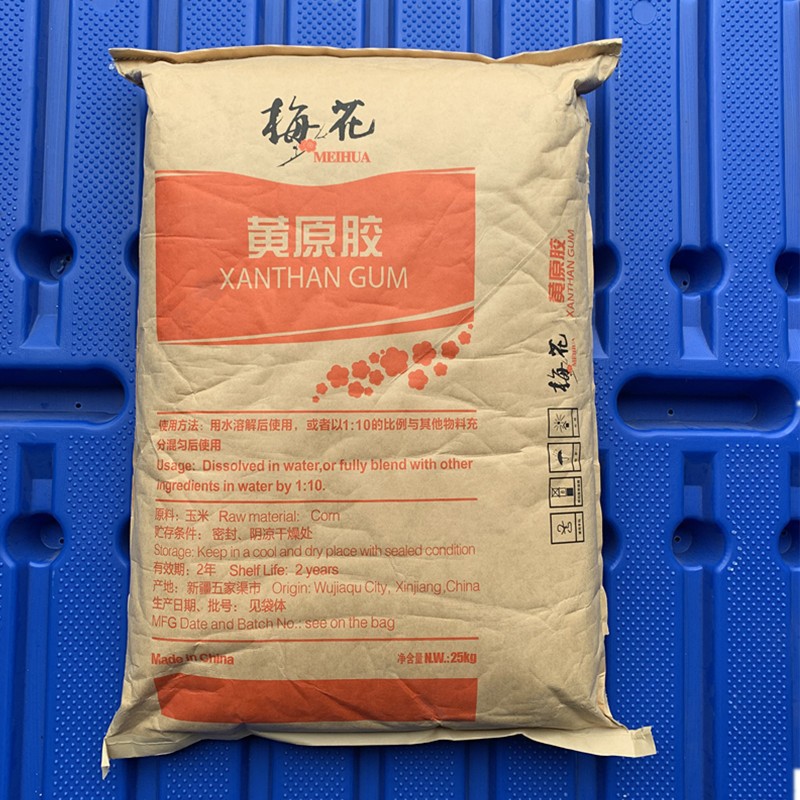 梅花
MEIHUA
黄原胶
XANTHAN GUM
使用方法：用水溶解后使用，或者以1:10的比例与其他物料充
分混匀后使用
Usage: Dissolved in water,or fully blend with other
ingredients in water by 1:10.
原料：玉米 Raw material: Corn
贮存条件：密封、阴凉干燥处
Storage: Keep in a cool and dry place with sealed condition
有效期：2年 Shelf Life: 2 years
产地：新疆五家渠市 Origin: Wujiaqu City, Xinjiang,China
生产日期、批号：见袋体
MFG Date and Batch No.: see on the bag
Made in China
净含量N.W.:25kg
黄原胶
XANTHAN GUM
梅花